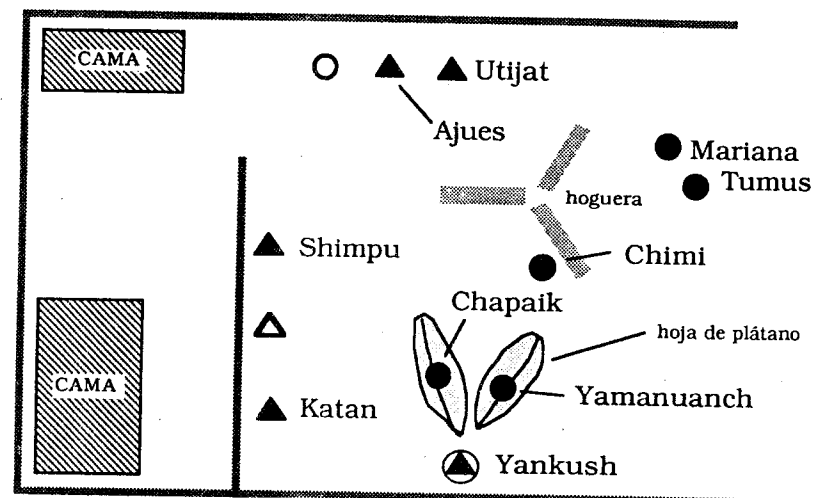 CAMA
Utijat
Ajues
Mariana
Tumus
hoguera
Shimpu
Chimi
Chapaik
hoja de plátano
CAMA
Katan
Yamanuanch
Yankush